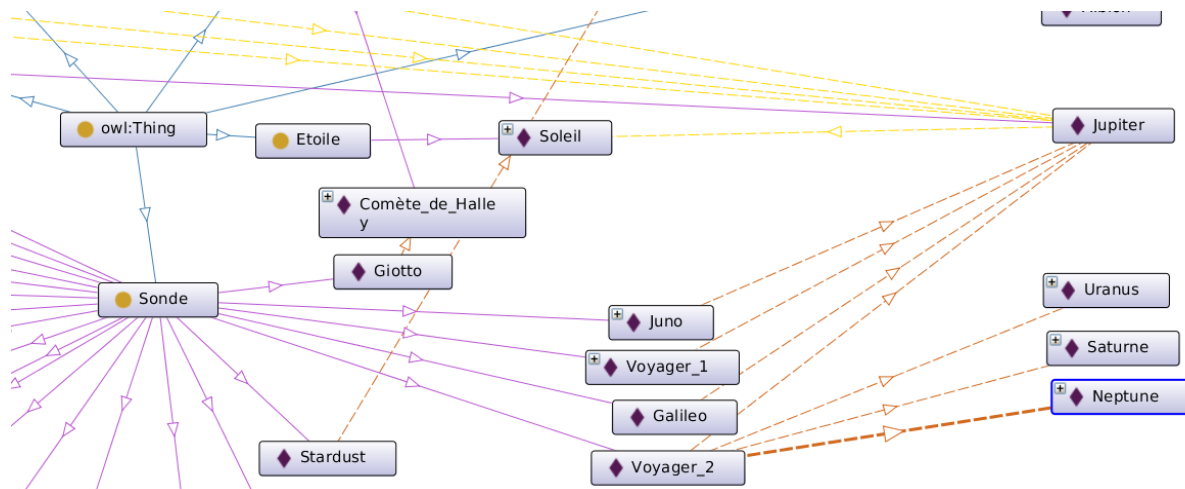 owl:Thing
Etoile
Soleil
Jupiter
Comète_de_Halle
y
Giotto
Sonde
Uranus
Juno
Saturne
Voyager_1
Neptune
Galileo
Stardust
Voyager_2